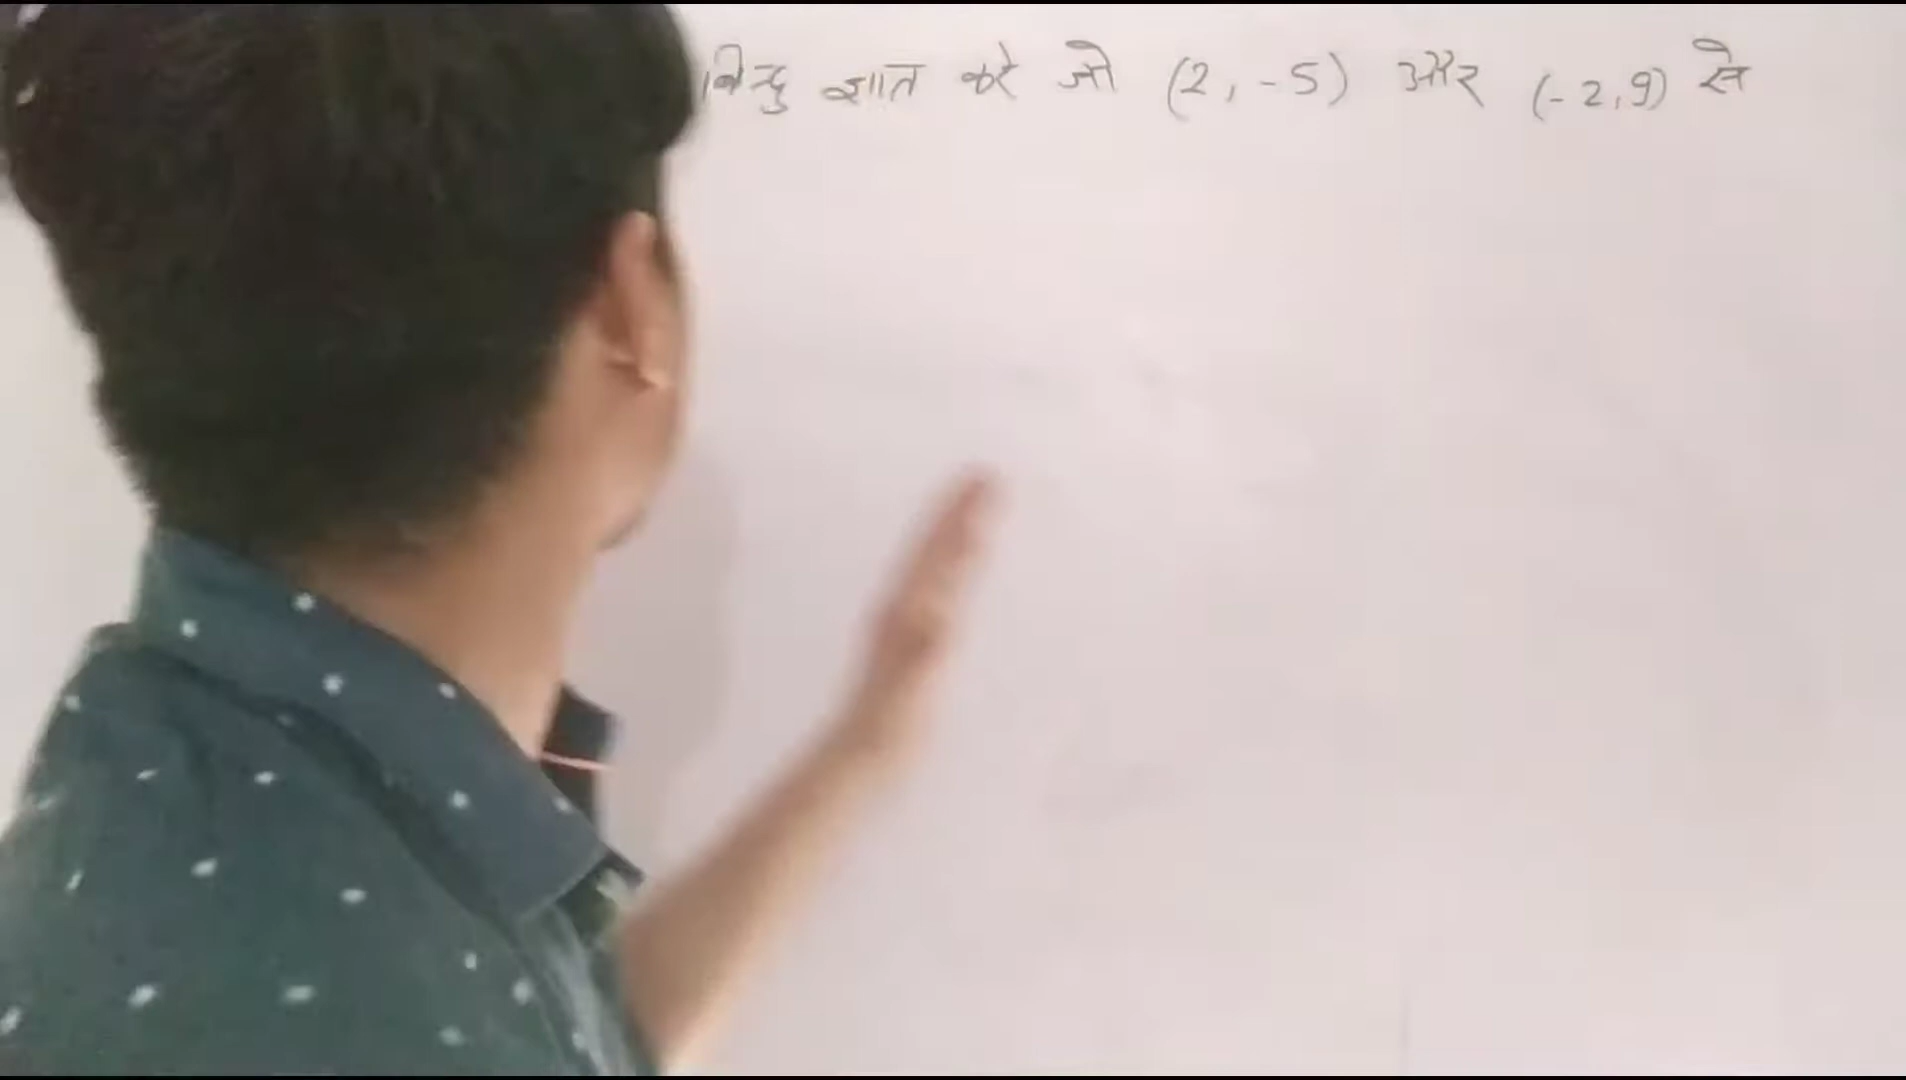 बिन्दु ज्ञात करे जो (2, -5) और (-2,9) से